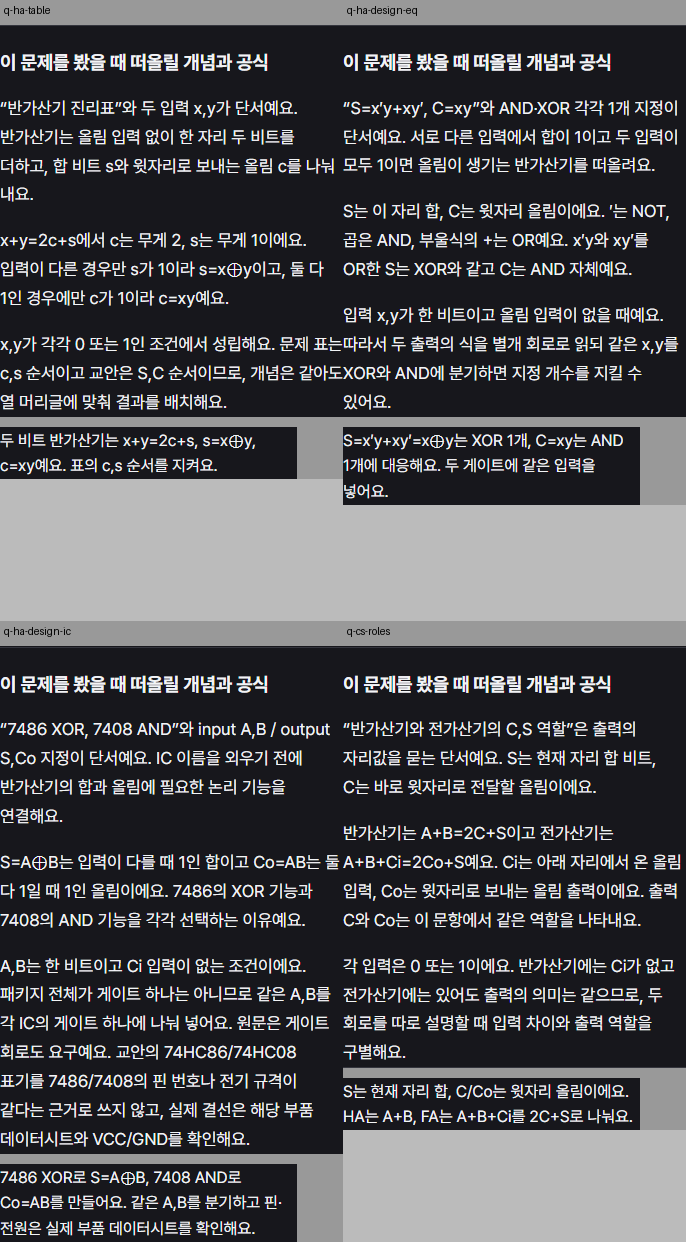 q-ha-table
이 문제를 봤을 때 떠올릴 개념과 공식
“반가산기 진리표”와 두 입력 x,y가 단서예요.
반가산기는 올림 입력 없이 한 자리 두 비트를
더하고, 합 비트 s와 윗자리로 보내는 올림 c를 나눠
내요.
x+y=2c+s에서 c는 무게 2, s는 무게 1이에요.
입력이 다른 경우만 s가 1이라 s=x⊕y이고, 둘 다
1인 경우에만 c가 1이라 c=xy예요.
x,y가 각각 0 또는 1인 조건에서 성립해요. 문제 표는
c,s 순서이고 교안은 S,C 순서이므로, 개념은 같아도
열 머리글에 맞춰 결과를 배치해요.
두 비트 반가산기는 x+y=2c+s, s=x⊕y,
c=xy예요. 표의 c,s 순서를 지켜요.
q-ha-design-eq
이 문제를 봤을 때 떠올릴 개념과 공식
“S=x′y+xy′, C=xy”와 AND·XOR 각각 1개 지정이
단서예요. 서로 다른 입력에서 합이 1이고 두 입력이
모두 1이면 올림이 생기는 반가산기를 떠올려요.
S는 이 자리 합, C는 윗자리 올림이에요. ′는 NOT,
곱은 AND, 부울식의 +는 OR예요. x′y와 xy′를
OR한 S는 XOR와 같고 C는 AND 자체예요.
입력 x,y가 한 비트이고 올림 입력이 없을 때예요.
따라서 두 출력의 식을 별개 회로로 읽되 같은 x,y를
XOR와 AND에 분기하면 지정 개수를 지킬 수
있어요.
S=x′y+xy′=x⊕y는 XOR 1개, C=xy는 AND
1개에 대응해요. 두 게이트에 같은 입력을
넣어요.
q-ha-design-ic
이 문제를 봤을 때 떠올릴 개념과 공식
“7486 XOR, 7408 AND”와 input A,B / output
S,Co 지정이 단서예요. IC 이름을 외우기 전에
반가산기의 합과 올림에 필요한 논리 기능을
연결해요.
S=A⊕B는 입력이 다를 때 1인 합이고 Co=AB는 둘
다 1일 때 1인 올림이에요. 7486의 XOR 기능과
7408의 AND 기능을 각각 선택하는 이유예요.
A,B는 한 비트이고 Ci 입력이 없는 조건이에요.
패키지 전체가 게이트 하나는 아니므로 같은 A,B를
각 IC의 게이트 하나에 나눠 넣어요. 원문은 게이트
회로도 요구예요. 교안의 74HC86/74HC08
표기를 7486/7408의 핀 번호나 전기 규격이
같다는 근거로 쓰지 않고, 실제 결선은 해당 부품
데이터시트와 VCC/GND를 확인해요.
7486 XOR로 S=A⊕B, 7408 AND로
Co=AB를 만들어요. 같은 A,B를 분기하고 핀·
전원은 실제 부품 데이터시트를 확인해요.
q-cs-roles
이 문제를 봤을 때 떠올릴 개념과 공식
“반가산기와 전가산기의 C,S 역할”은 출력의
자리값을 묻는 단서예요. S는 현재 자리 합 비트,
C는 바로 윗자리로 전달할 올림이에요.
반가산기는 A+B=2C+S이고 전가산기는
A+B+Ci=2Co+S예요. Ci는 아래 자리에서 온 올림
입력, Co는 윗자리로 보내는 올림 출력이에요. 출력
C와 Co는 이 문항에서 같은 역할을 나타내요.
각 입력은 0 또는 1이에요. 반가산기에는 Ci가 없고
전가산기에는 있어도 출력의 의미는 같으므로, 두
회로를 따로 설명할 때 입력 차이와 출력 역할을
구별해요.
S는 현재 자리 합, C/Co는 윗자리 올림이에요.
HA는 A+B, FA는 A+B+Ci를 2C+S로 나눠요.